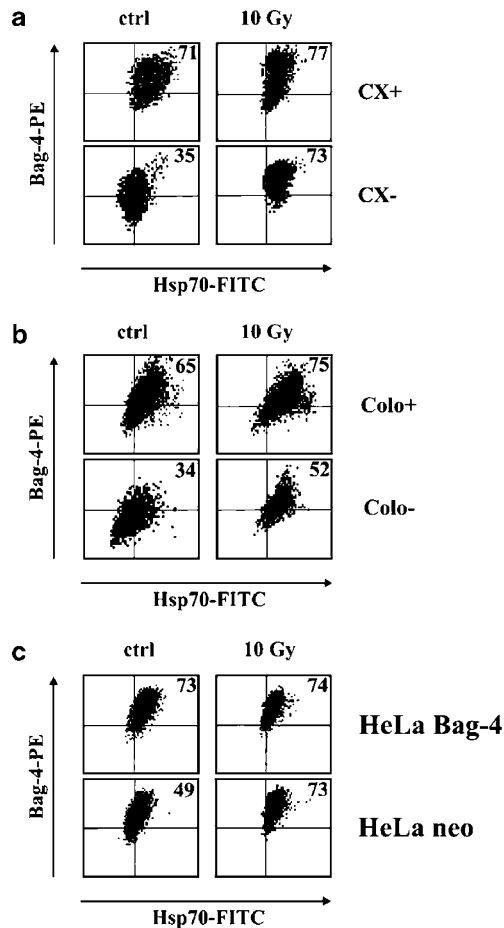 a
ctrl 10 Gy
71 77
CX+
Bag-4-PE
35 73
CX-
Hsp70-FITC
b
ctrl 10 Gy
65 75
Colo+
Bag-4-PE
34 52
Colo-
Hsp70-FITC
c
ctrl 10 Gy
73 74
HeLa Bag-4
Bag-4-PE
49 73
HeLa neo
Hsp70-FITC